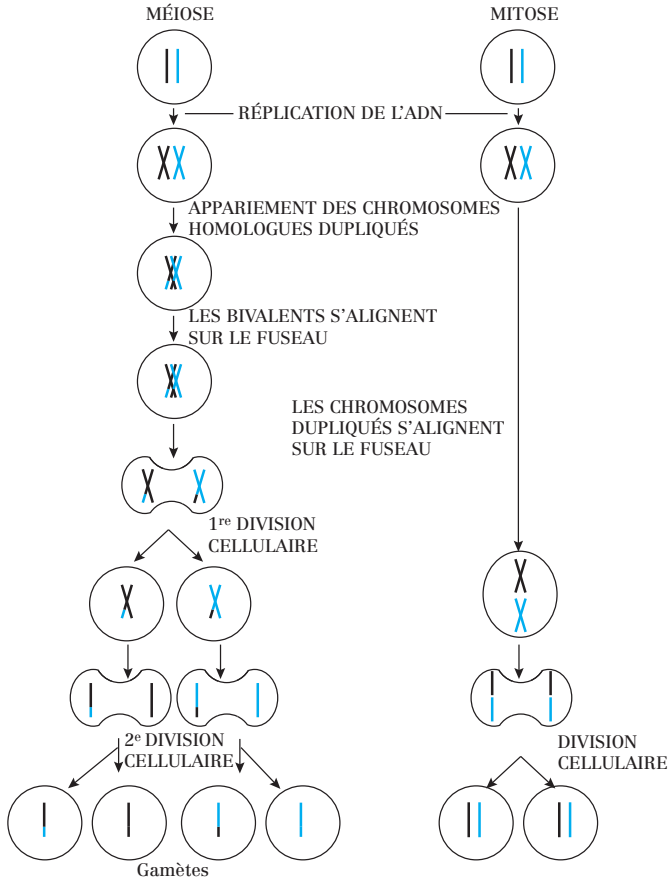 MÉIOSE
MITOSE
RÉPLICATION DE L'ADN
APPARIEMENT DES CHROMOSOMES
HOMOLOGUES DUPLIQUÉS
LES BIVALENTS S'ALIGNENT
SUR LE FUSEAU
LES CHROMOSOMES
DUPLIQUÉS S'ALIGNENT
SUR LE FUSEAU
1re DIVISION
CELLULAIRE
2e DIVISION
CELLULAIRE
DIVISION
CELLULAIRE
Gamètes